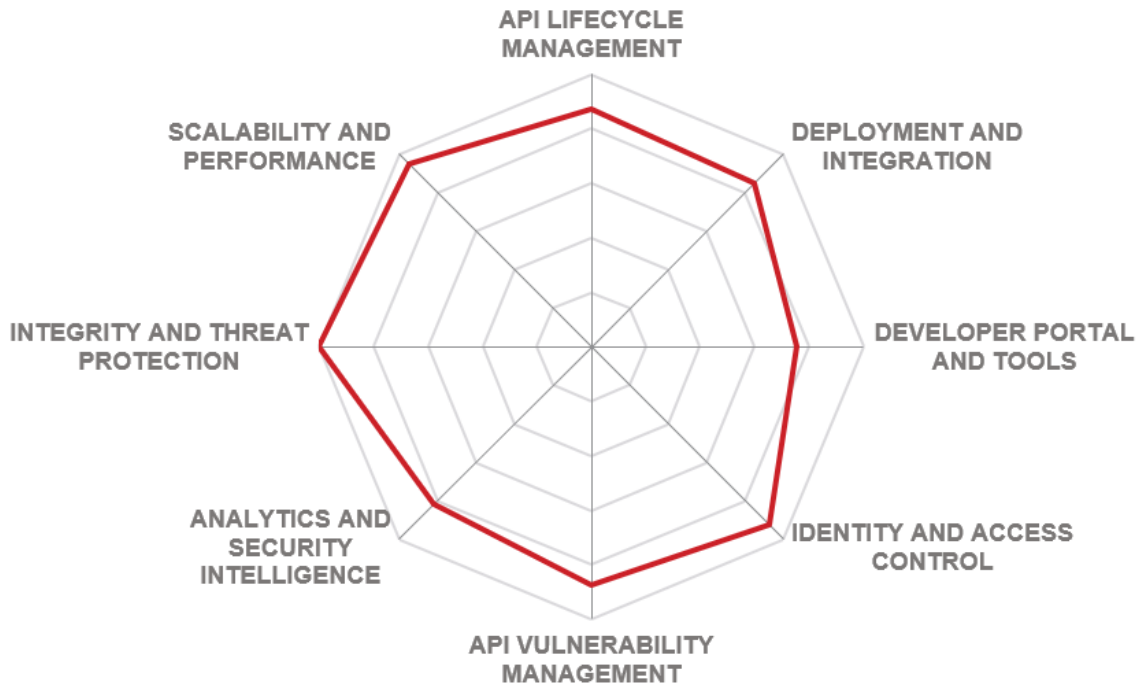 API LIFECYCLE
MANAGEMENT
DEPLOYMENT AND
INTEGRATION
DEVELOPER PORTAL
AND TOOLS
IDENTITY AND ACCESS
CONTROL
API VULNERABILITY
MANAGEMENT
ANALYTICS AND
SECURITY
INTELLIGENCE
INTEGRITY AND THREAT
PROTECTION
SCALABILITY AND
PERFORMANCE